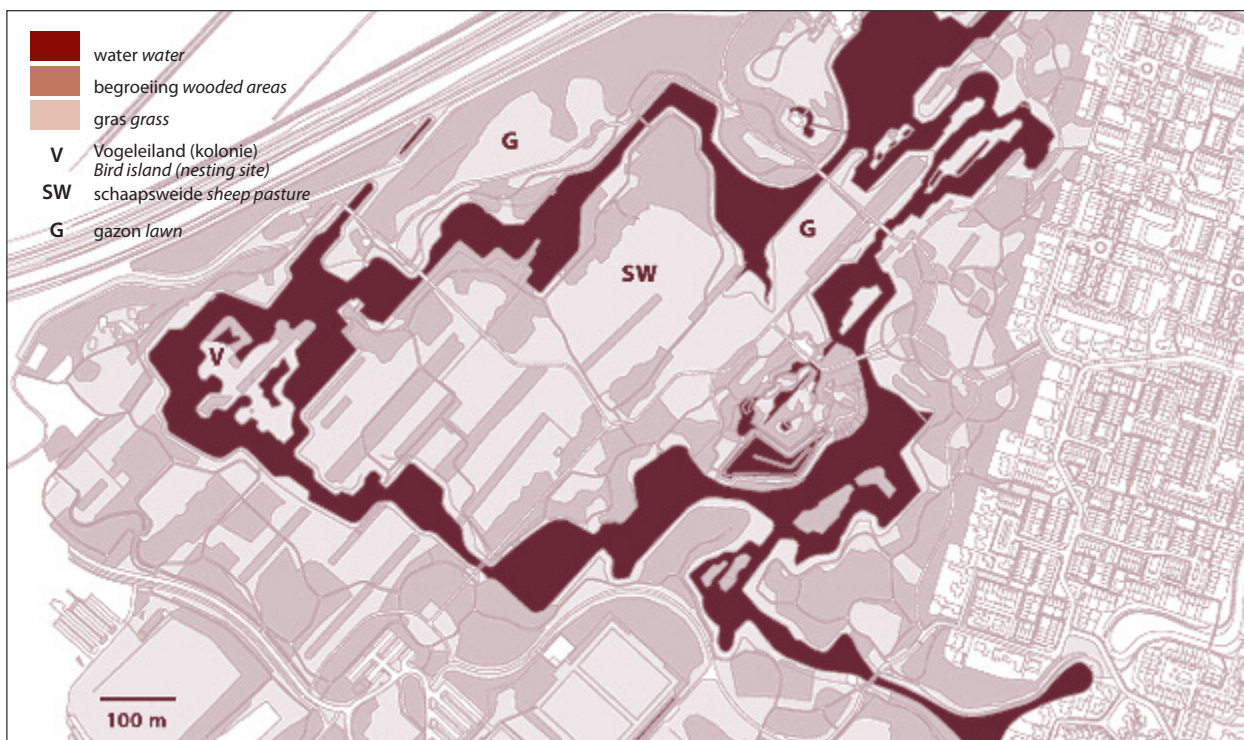 water water
begroeiing wooded areas
gras grass
V Vogeleiland (kolonie)
Bird island (nesting site)
SW schaapsweide sheep pasture
G gazon lawn
G
G
SW
V
100 m